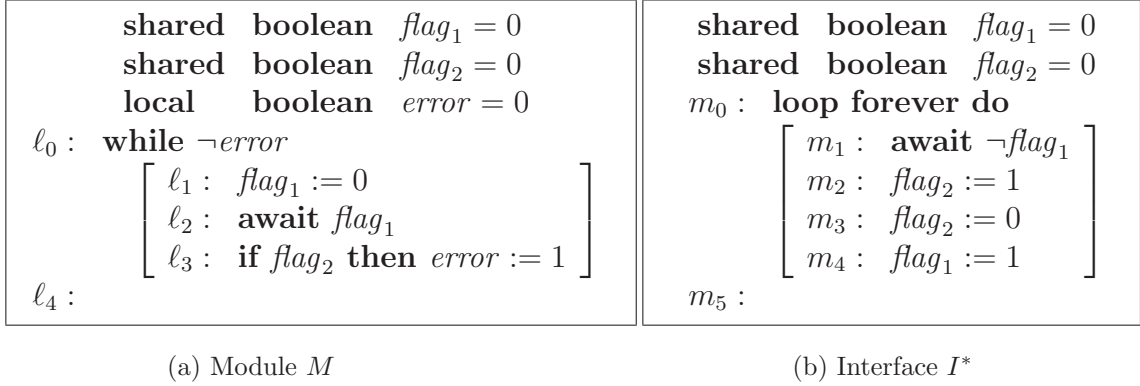 shared boolean flag₁ = 0
shared boolean flag₂ = 0
local boolean error = 0
ℓ₀ : while ¬error
ℓ₁ : flag₁ := 0
ℓ₂ : await flag₁
ℓ₃ : if flag₂ then error := 1
ℓ₄ :
(a) Module M
shared boolean flag₁ = 0
shared boolean flag₂ = 0
m₀ : loop forever do
m₁ : await ¬flag₁
m₂ : flag₂ := 1
m₃ : flag₂ := 0
m₄ : flag₁ := 1
m₅ :
(b) Interface I*